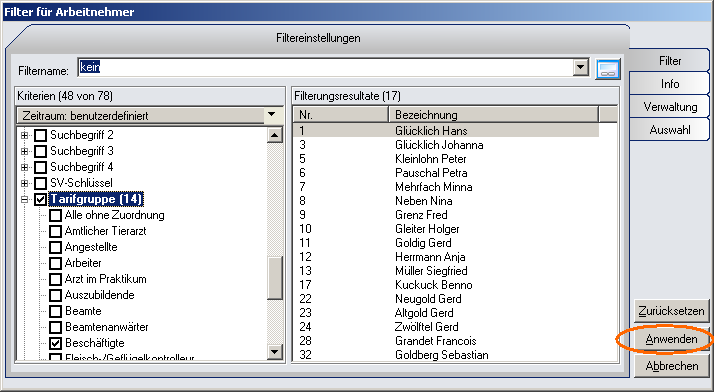 Filter für Arbeitnehmer
Filtereinstellungen
Filtername: kein
Kriterien (48 von 78)
Zeitraum: benutzerdefiniert
Suchbegriff 2
Suchbegriff 3
Suchbegriff 4
SV-Schlüssel
Tarifgruppe (14)
Alle ohne Zuordnung
Amtlicher Tierarzt
Angestellte
Arbeiter
Arzt im Praktikum
Auszubildende
Beamte
Beamtenanwärter
Beschäftigte
Fleisch-/Geflügelkontrolleur
Filterungsresultate (17)
Nr. Bezeichnung
1 Glücklich Hans
3 Glücklich Johanna
5 Kleinlohn Peter
6 Pauschal Petra
7 Mehrfach Minna
8 Neben Nina
9 Grenz Fred
10 Gleiter Holger
11 Goldig Gerd
12 Herrmann Anja
13 Müller Siegfried
17 Kuckuck Benno
22 Neugold Gerd
23 Altgold Gerd
24 Zwölftel Gerd
28 Grandet Francois
32 Goldberg Sebastian
Filter
Info
Verwaltung
Auswahl
Zurücksetzen
Anwenden
Abbrechen